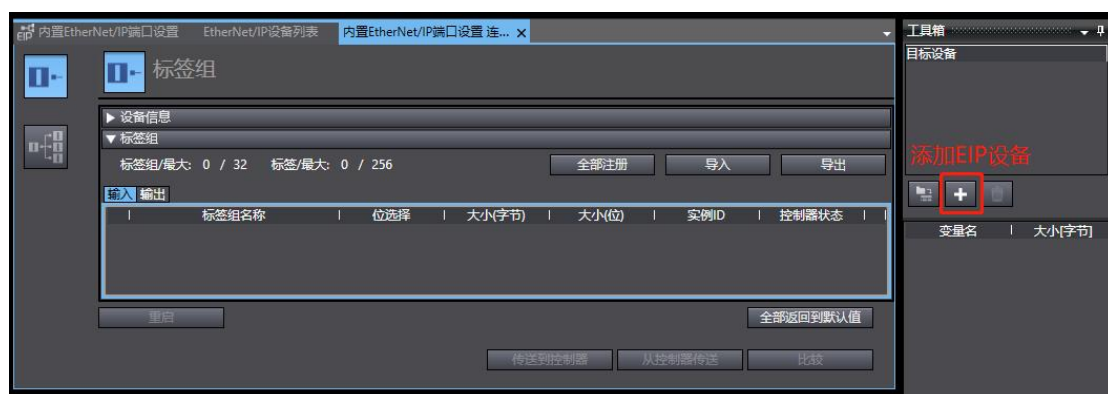 EIP 内置EtherNet/IP端口设置 EtherNet/IP设备列表 内置EtherNet/IP端口设置 连... x
标签组
▶ 设备信息
▼ 标签组
标签组/最大: 0 / 32 标签/最大: 0 / 256 全部注册 导入 导出
输入 输出
标签组名称 | 位选择 | 大小(字节) | 大小(位) | 实例ID | 控制器状态
重启 全部返回到默认值
传送到控制器 从控制器传送 比较
工具箱
目标设备
添加EIP设备
+
变量名 | 大小[字节]